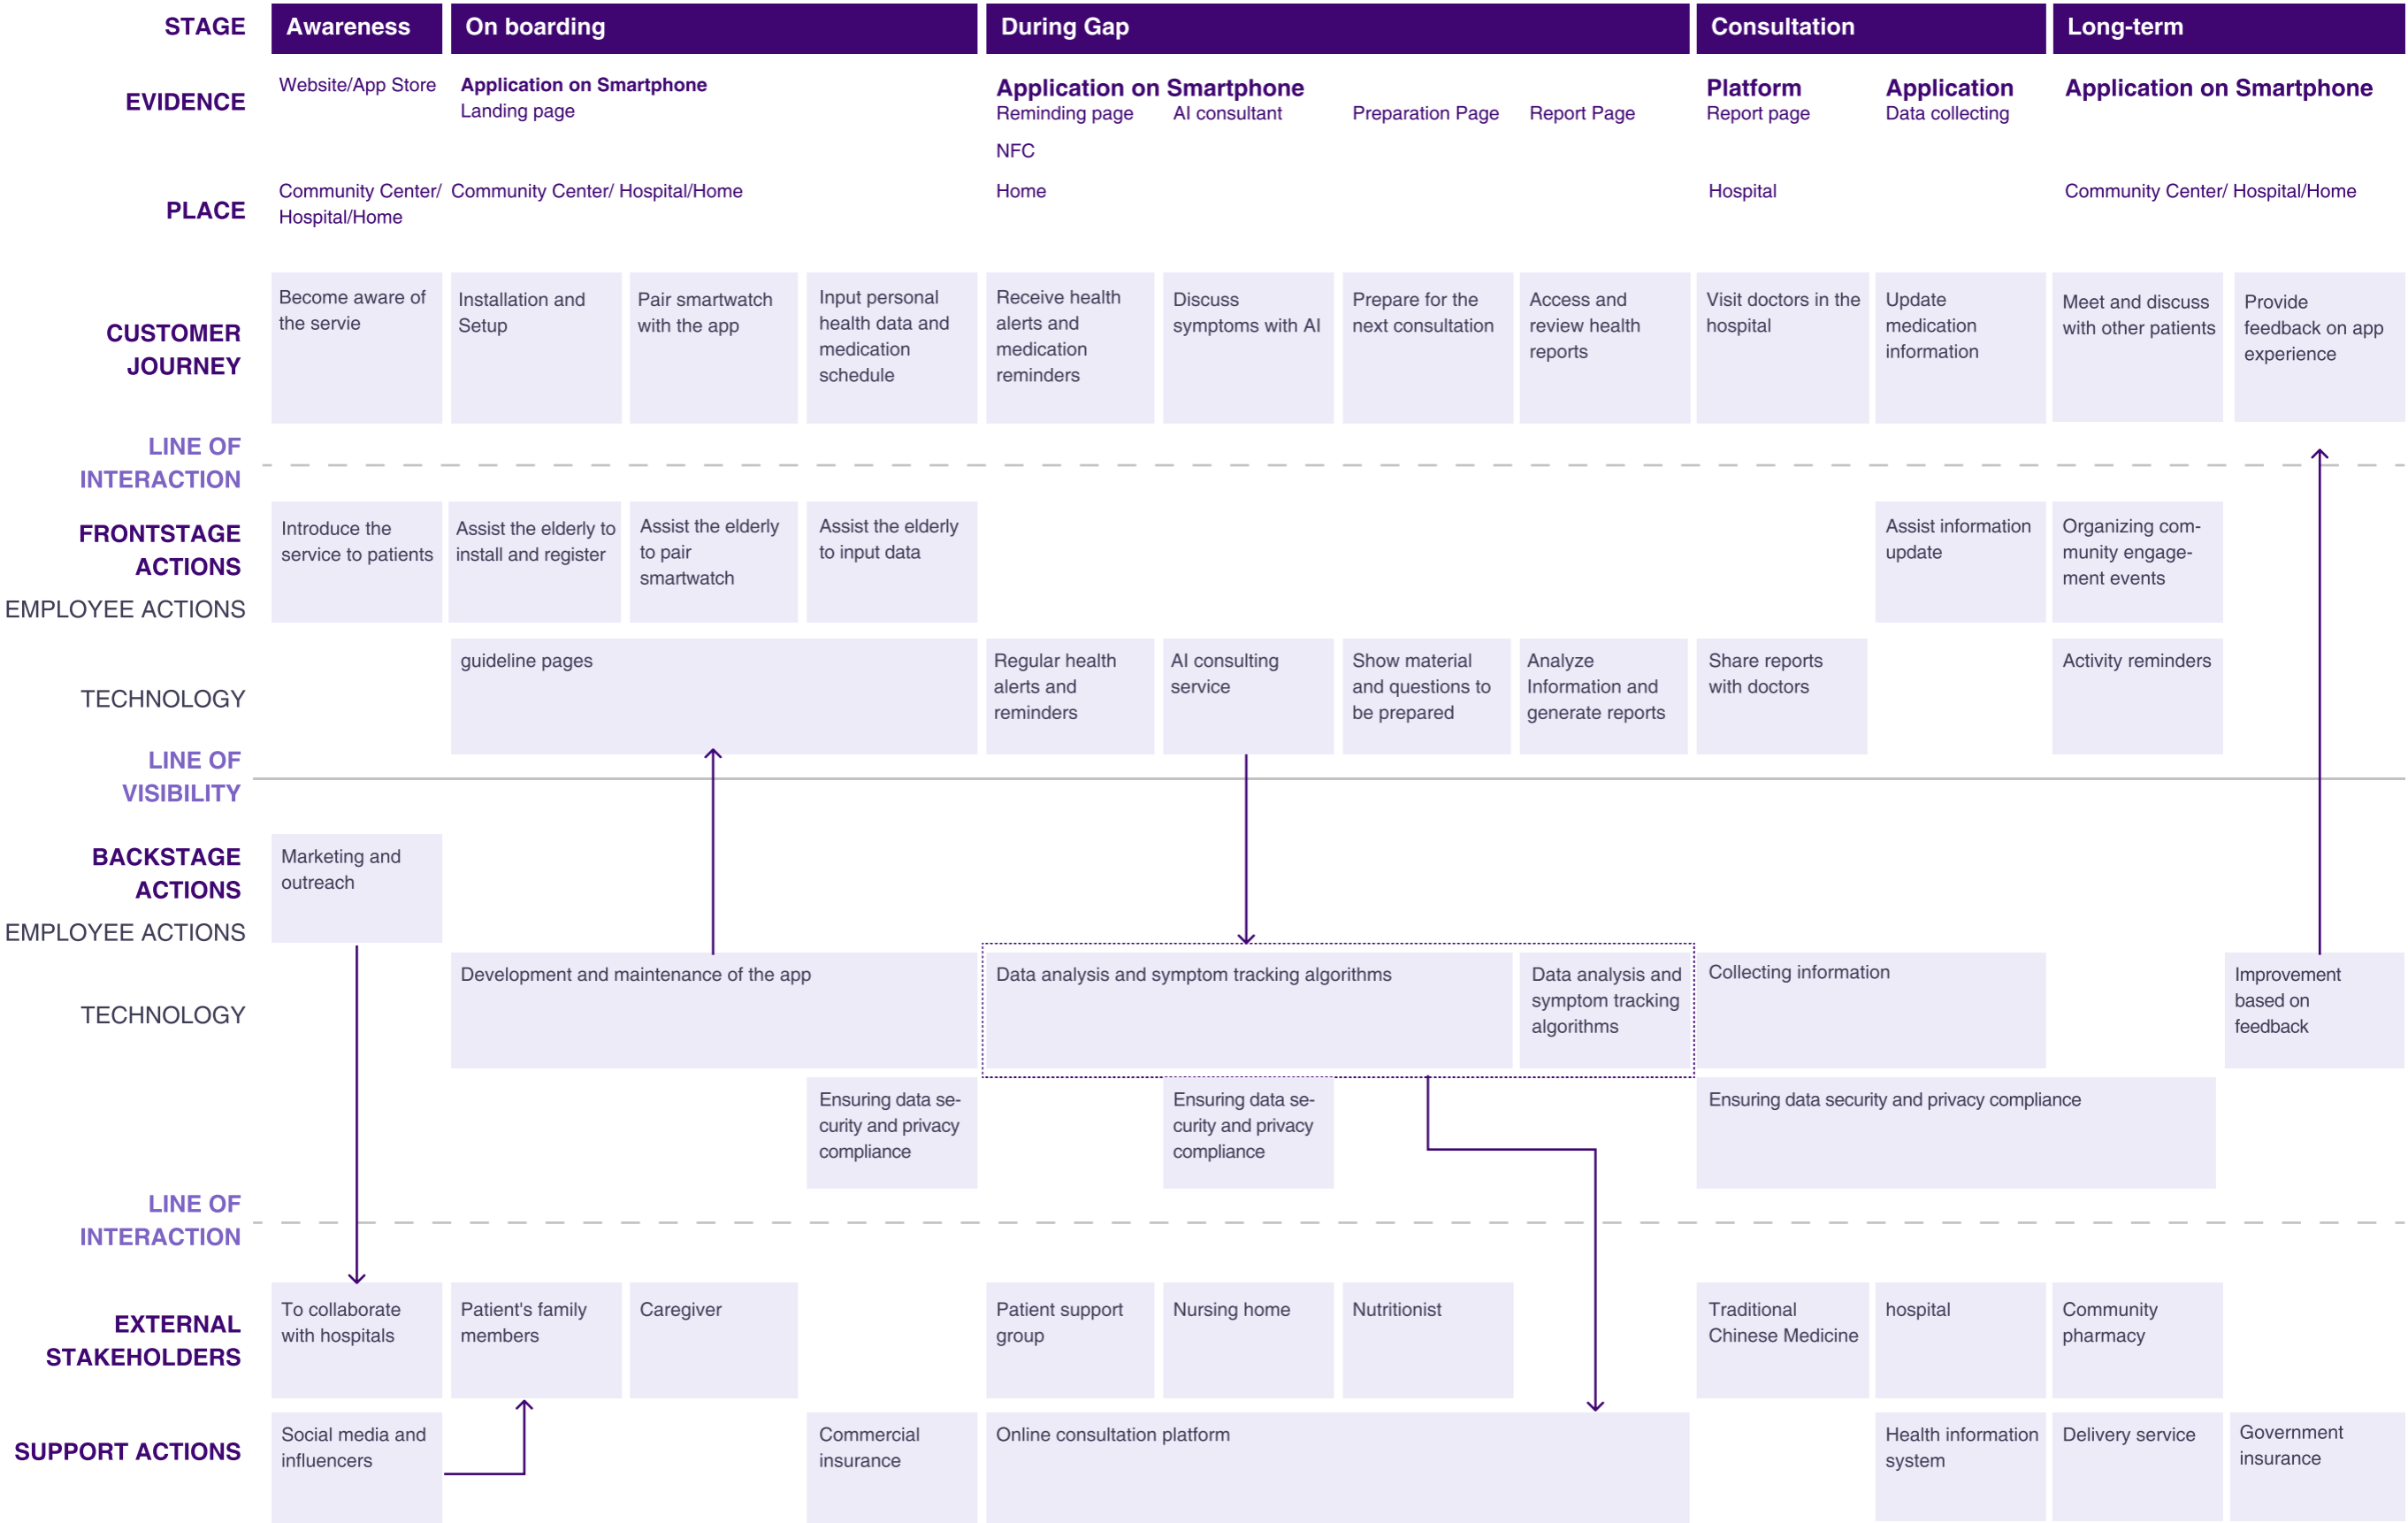 STAGE
Awareness
On boarding
During Gap
Consultation
Long-term
EVIDENCE
Website/App Store
Application on Smartphone
Landing page
Application on Smartphone
Reminding page
AI consultant
Preparation Page
Report Page
NFC
Platform
Report page
Application
Data collecting
Application on Smartphone
PLACE
Community Center/
Hospital/Home
Community Center/ Hospital/Home
Home
Hospital
Community Center/ Hospital/Home
CUSTOMER
JOURNEY
Become aware of
the servie
Installation and
Setup
Pair smartwatch
with the app
Input personal
health data and
medication
schedule
Receive health
alerts and
medication
reminders
Discuss
symptoms with AI
Prepare for the
next consultation
Access and
review health
reports
Visit doctors in the
hospital
Update
medication
information
Meet and discuss
with other patients
Provide
feedback on app
experience
LINE OF
INTERACTION
FRONTSTAGE
ACTIONS
EMPLOYEE ACTIONS
Introduce the
service to patients
Assist the elderly to
install and register
Assist the elderly
to pair
smartwatch
Assist the elderly
to input data
Assist information
update
Organizing com-
munity engage-
ment events
TECHNOLOGY
guideline pages
Regular health
alerts and
reminders
AI consulting
service
Show material
and questions to
be prepared
Analyze
Information and
generate reports
Share reports
with doctors
Activity reminders
LINE OF
VISIBILITY
BACKSTAGE
ACTIONS
EMPLOYEE ACTIONS
Marketing and
outreach
TECHNOLOGY
Development and maintenance of the app
Data analysis and symptom tracking algorithms
Data analysis and
symptom tracking
algorithms
Collecting information
Improvement
based on
feedback
Ensuring data se-
curity and privacy
compliance
Ensuring data se-
curity and privacy
compliance
Ensuring data security and privacy compliance
LINE OF
INTERACTION
EXTERNAL
STAKEHOLDERS
To collaborate
with hospitals
Patient's family
members
Caregiver
Patient support
group
Nursing home
Nutritionist
Traditional
Chinese Medicine
hospital
Community
pharmacy
SUPPORT ACTIONS
Social media and
influencers
Commercial
insurance
Online consultation platform
Health information
system
Delivery service
Government
insurance